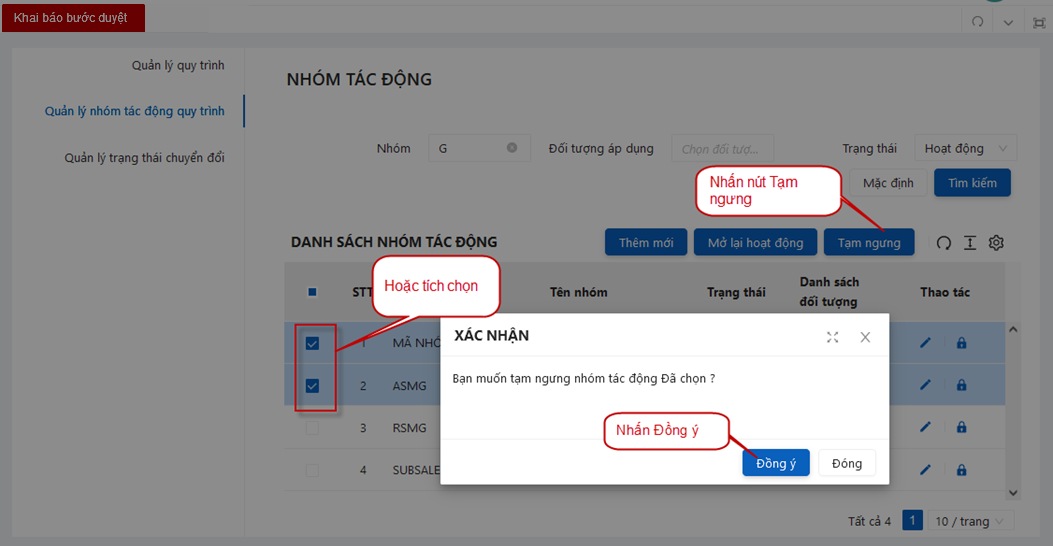 Khai báo bước duyệt
Quản lý quy trình
Quản lý nhóm tác động quy trình
Quản lý trạng thái chuyển đổi
NHÓM TÁC ĐỘNG
Nhóm G Đối tượng áp dụng Chọn đối tượ... Trạng thái Hoạt động
Nhấn nút Tạm
ngưng
Mặc định Tìm kiếm
DANH SÁCH NHÓM TÁC ĐỘNG Thêm mới Mở lại hoạt động Tạm ngưng
Hoặc tích chọn
STT Tên nhóm Trạng thái Danh sách
đối tượng Thao tác
1 MÃ NHÓ
2 ASMG
3 RSMG
4 SUBSALE
XÁC NHẬN
Bạn muốn tạm ngưng nhóm tác động Đã chọn ?
Nhấn Đồng ý
Đồng ý Đóng
Tất cả 4 1 10 / trang